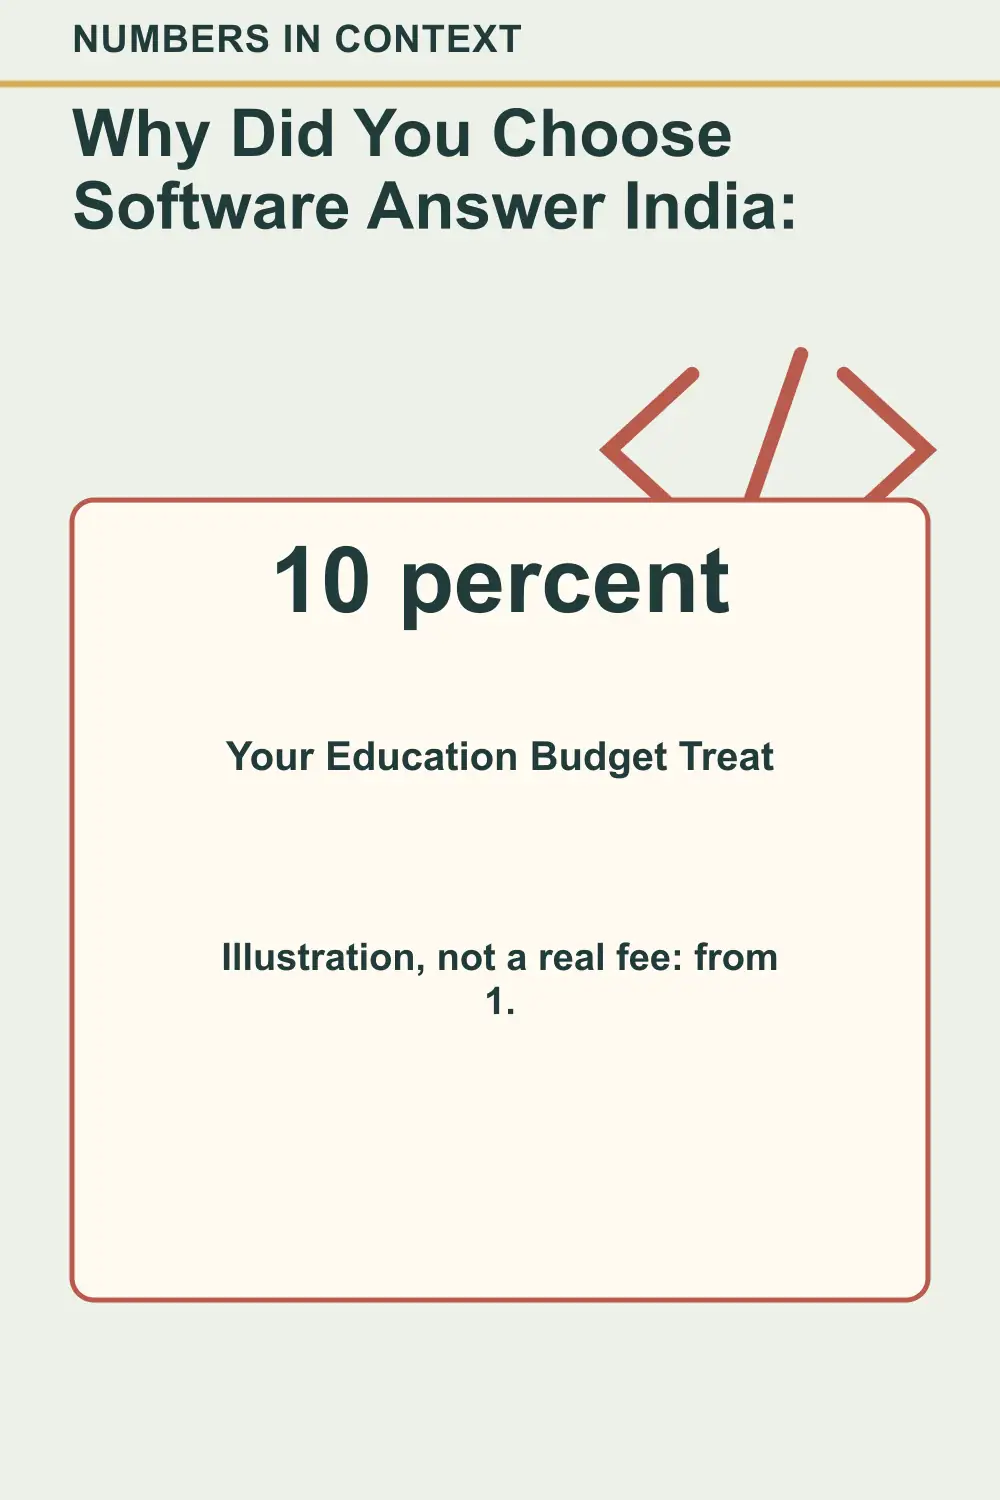 NUMBERS IN CONTEXT
Why Did You Choose
Software Answer India:
10 percent
Your Education Budget Treat
Illustration, not a real fee: from
1.